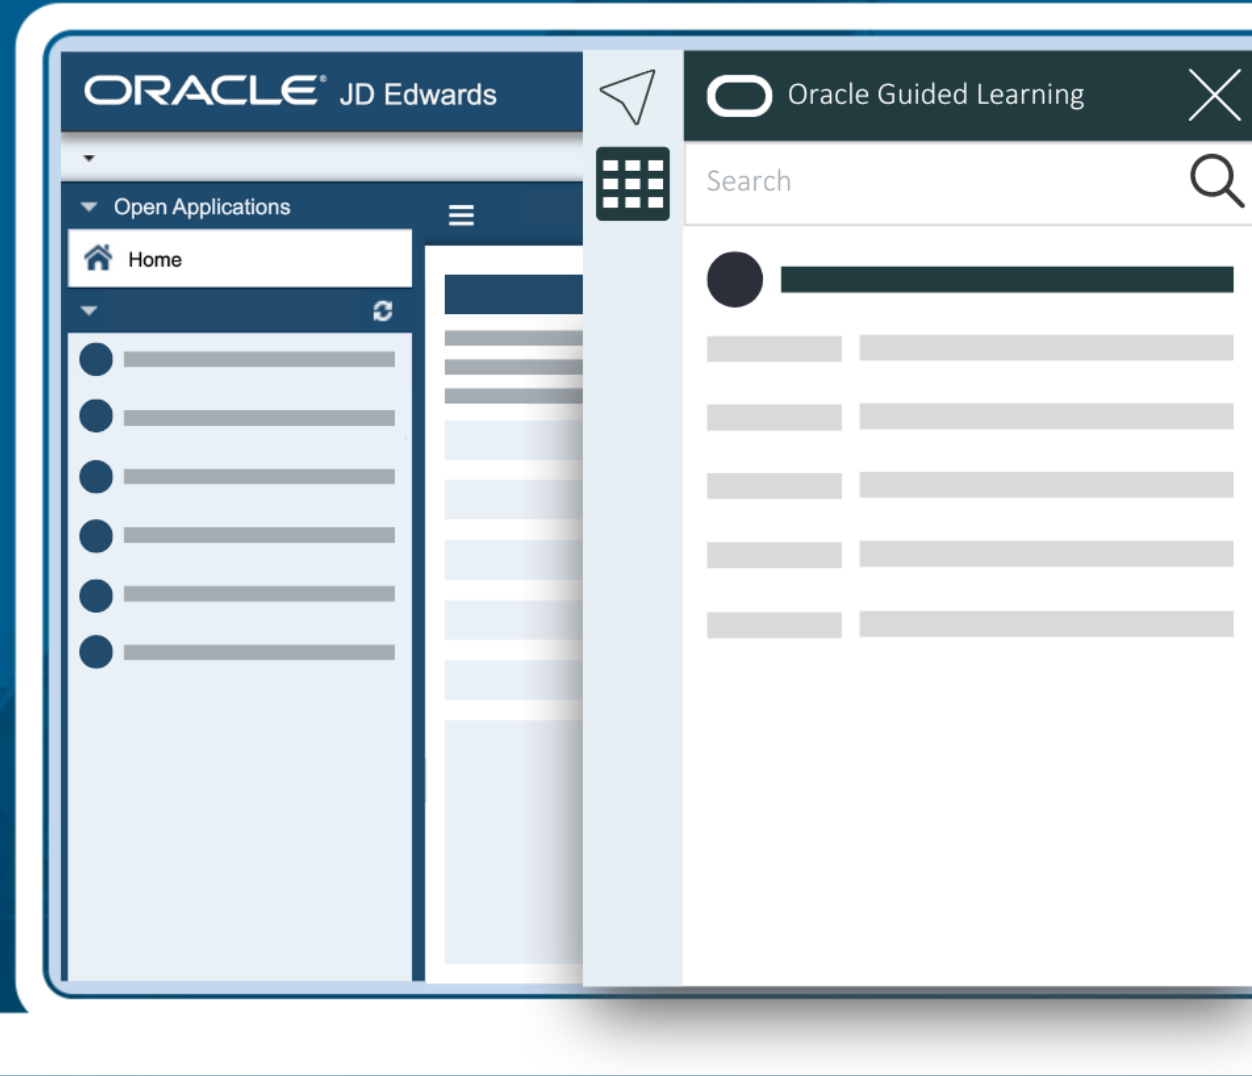 ORACLE® JD Edwards
Open Applications
Home
Oracle Guided Learning
Search